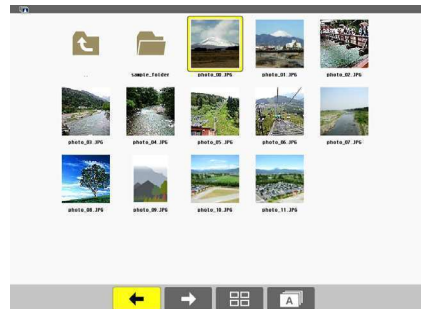 ..
sample_folder
photo_00.JPG
photo_01.JPG
photo_02.JPG
photo_03.JPG
photo_04.JPG
photo_05.JPG
photo_06.JPG
photo_07.JPG
photo_08.JPG
photo_09.JPG
photo_10.JPG
photo_11.JPG
A